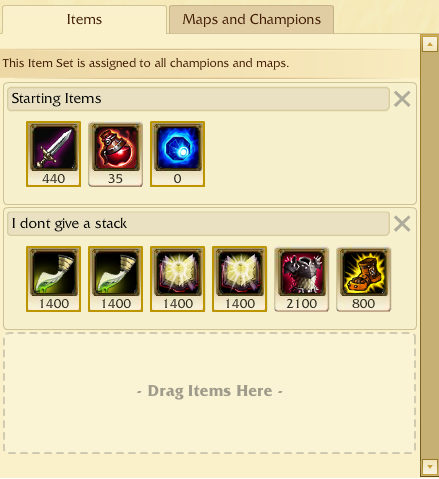 Items
Maps and Champions
This Item Set is assigned to all champions and maps.
Starting Items
440 35 0
I dont give a stack
1400 1400 1400 1400 2100 800
- Drag Items Here -